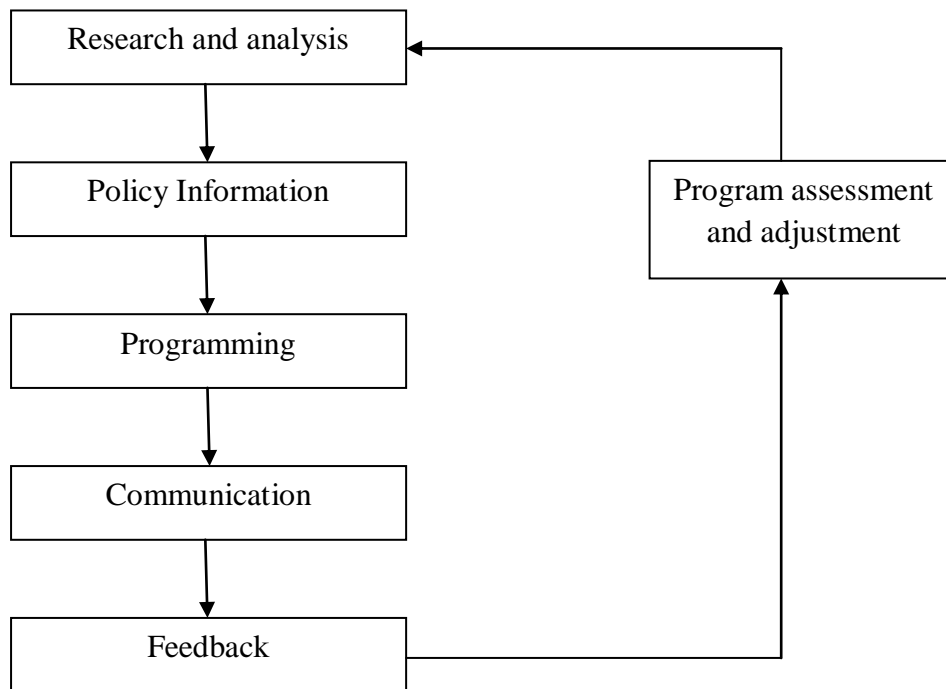 Research and analysis
Policy Information
Program assessment
and adjustment
Programming
Communication
Feedback